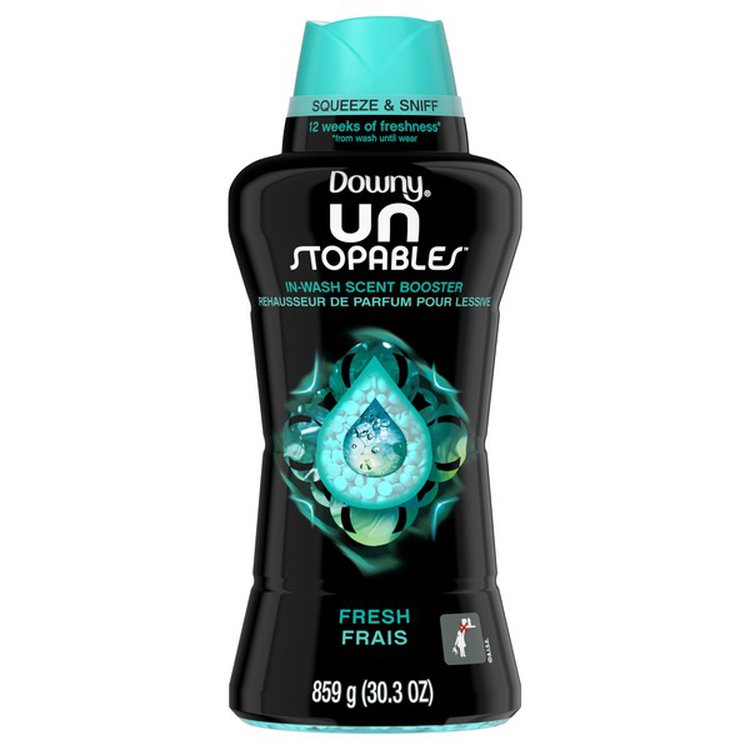 SQUEEZE & SNIFF
12 weeks of freshness*
*from wash until wear
Downy®
UN
STOPABLES™
IN-WASH SCENT BOOSTER
REHAUSSEUR DE PARFUM POUR LESSIVE
FRESH
FRAIS
859 g (30.3 OZ)